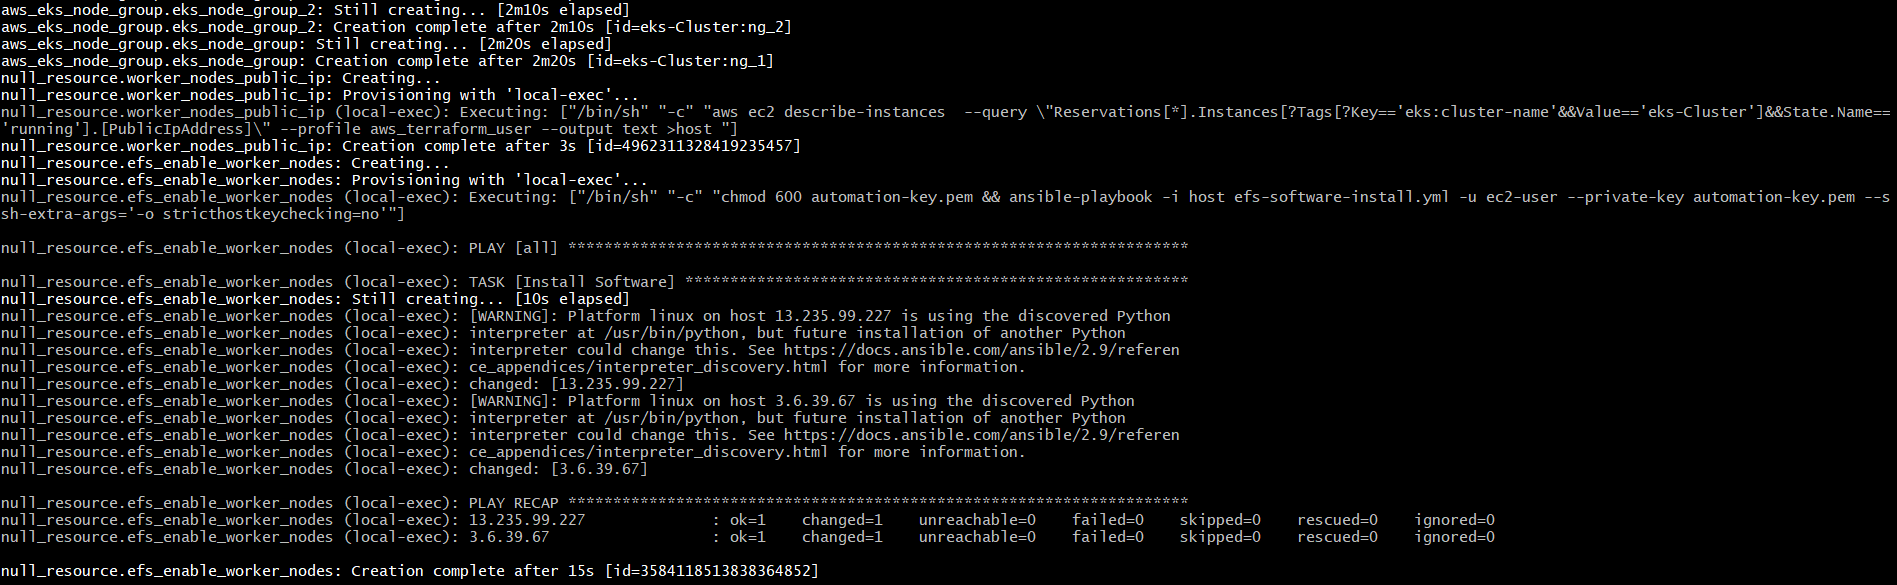 aws_eks_node_group.eks_node_group_2: Still creating... [2m10s elapsed]
aws_eks_node_group.eks_node_group_2: Creation complete after 2m10s [id=eks-Cluster:ng_2]
aws_eks_node_group.eks_node_group: Still creating... [2m20s elapsed]
aws_eks_node_group.eks_node_group: Creation complete after 2m20s [id=eks-Cluster:ng_1]
null_resource.worker_nodes_public_ip: Creating...
null_resource.worker_nodes_public_ip: Provisioning with 'local-exec'...
null_resource.worker_nodes_public_ip (local-exec): Executing: ["/bin/sh" "-c" "aws ec2 describe-instances  --query \"Reservations[*].Instances[?Tags[?Key=='eks:cluster-name'&&Value=='eks-Cluster']&&State.Name==
'running'].[PublicIpAddress]\" --profile aws_terraform_user --output text >host "]
null_resource.worker_nodes_public_ip: Creation complete after 3s [id=4962311328419235457]
null_resource.efs_enable_worker_nodes: Creating...
null_resource.efs_enable_worker_nodes: Provisioning with 'local-exec'...
null_resource.efs_enable_worker_nodes (local-exec): Executing: ["/bin/sh" "-c" "chmod 600 automation-key.pem && ansible-playbook -i host efs-software-install.yml -u ec2-user --private-key automation-key.pem --s
sh-extra-args='-o stricthostkeychecking=no'"]
null_resource.efs_enable_worker_nodes (local-exec): PLAY [all] *********************************************************************
null_resource.efs_enable_worker_nodes (local-exec): TASK [Install Software] ********************************************************
null_resource.efs_enable_worker_nodes: Still creating... [10s elapsed]
null_resource.efs_enable_worker_nodes (local-exec): [WARNING]: Platform linux on host 13.235.99.227 is using the discovered Python
null_resource.efs_enable_worker_nodes (local-exec): interpreter at /usr/bin/python, but future installation of another Python
null_resource.efs_enable_worker_nodes (local-exec): interpreter could change this. See https://docs.ansible.com/ansible/2.9/referen
null_resource.efs_enable_worker_nodes (local-exec): ce_appendices/interpreter_discovery.html for more information.
null_resource.efs_enable_worker_nodes (local-exec): changed: [13.235.99.227]
null_resource.efs_enable_worker_nodes (local-exec): [WARNING]: Platform linux on host 3.6.39.67 is using the discovered Python
null_resource.efs_enable_worker_nodes (local-exec): interpreter at /usr/bin/python, but future installation of another Python
null_resource.efs_enable_worker_nodes (local-exec): interpreter could change this. See https://docs.ansible.com/ansible/2.9/referen
null_resource.efs_enable_worker_nodes (local-exec): ce_appendices/interpreter_discovery.html for more information.
null_resource.efs_enable_worker_nodes (local-exec): changed: [3.6.39.67]
null_resource.efs_enable_worker_nodes (local-exec): PLAY RECAP *********************************************************************
null_resource.efs_enable_worker_nodes (local-exec): 13.235.99.227              : ok=1    changed=1    unreachable=0    failed=0    skipped=0    rescued=0    ignored=0
null_resource.efs_enable_worker_nodes (local-exec): 3.6.39.67                  : ok=1    changed=1    unreachable=0    failed=0    skipped=0    rescued=0    ignored=0
null_resource.efs_enable_worker_nodes: Creation complete after 15s [id=3584118513838364852]